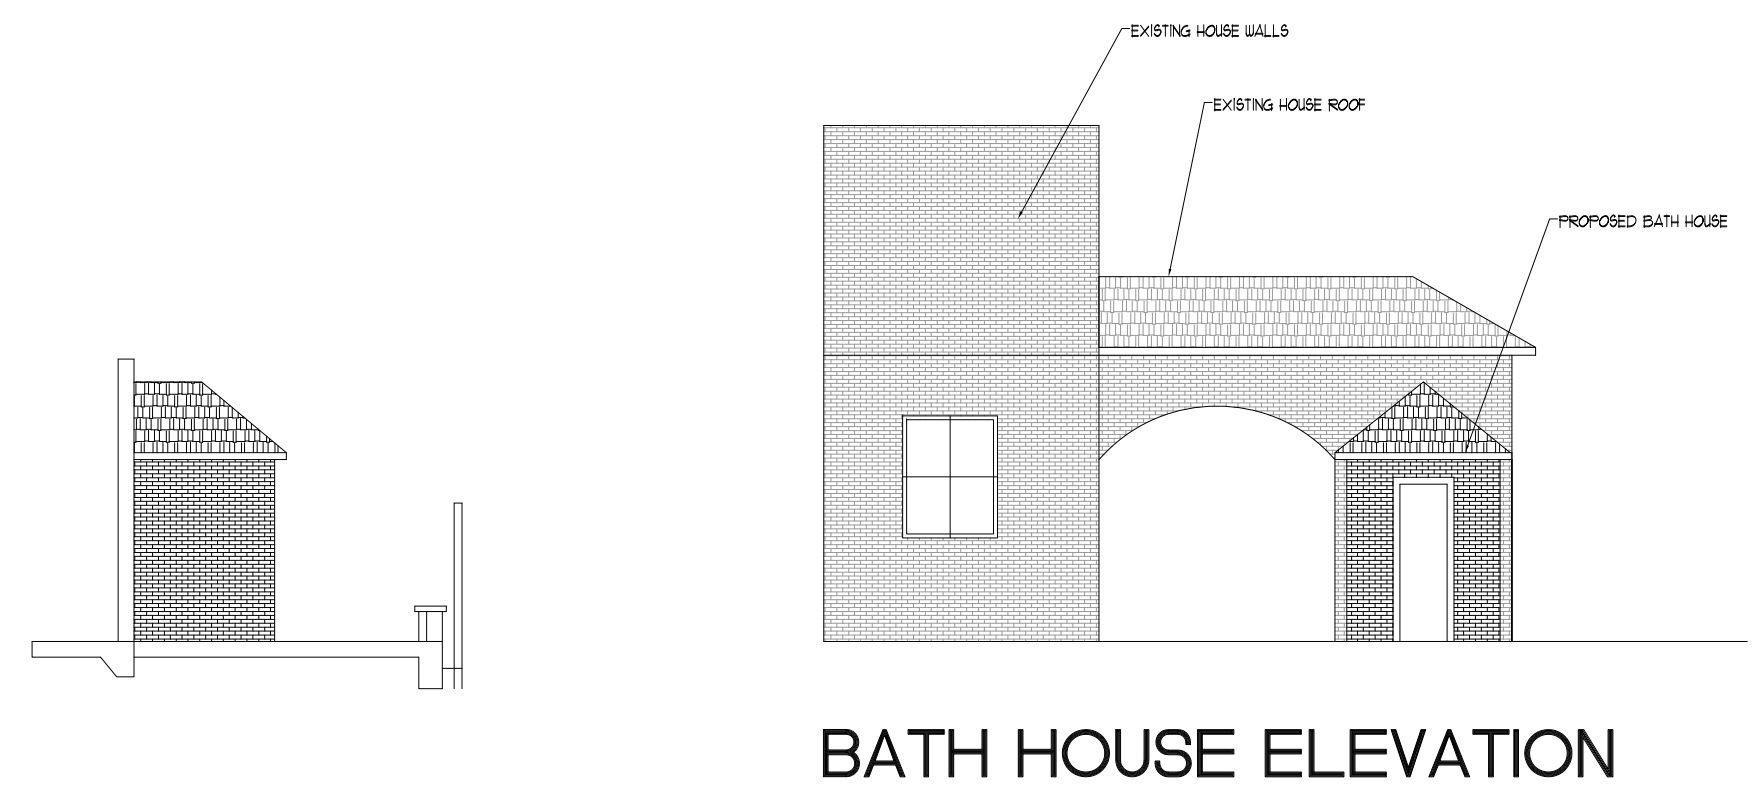 EXISTING HOUSE WALLS
EXISTING HOUSE ROOF
PROPOSED BATH HOUSE
BATH HOUSE ELEVATION